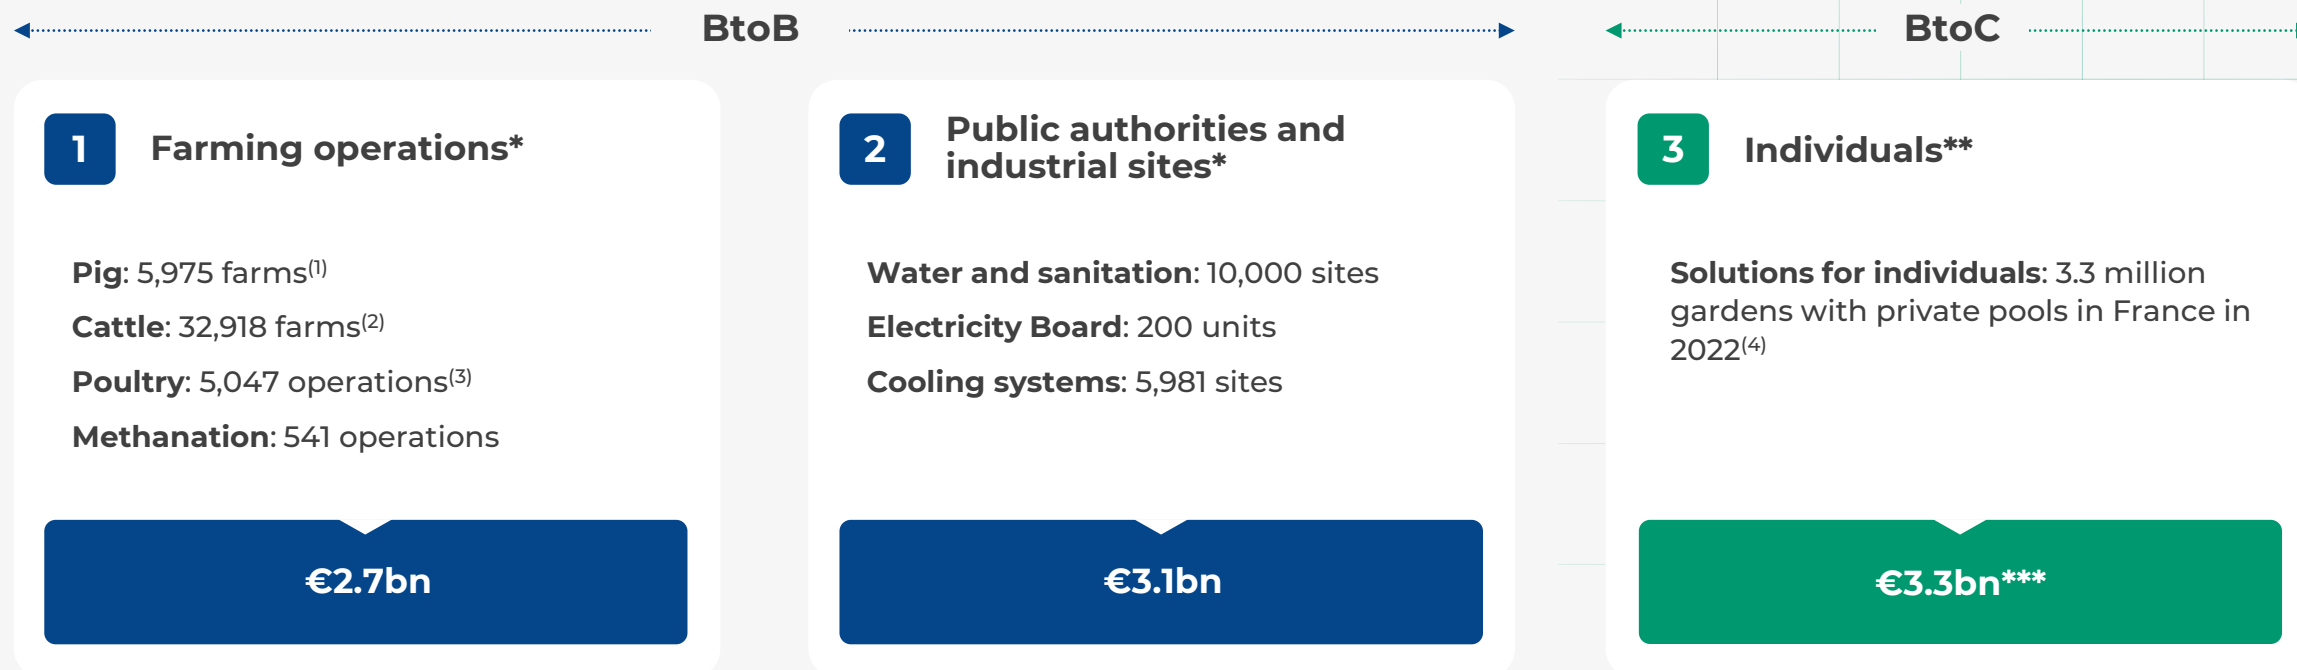 BtoB
BtoC
1
Farming operations*
Pig: 5,975 farms(1)
Cattle: 32,918 farms(2)
Poultry: 5,047 operations(3)
Methanation: 541 operations
€2.7bn
2
Public authorities and
industrial sites*
Water and sanitation: 10,000 sites
Electricity Board: 200 units
Cooling systems: 5,981 sites
€3.1bn
3
Individuals**
Solutions for individuals: 3.3 million
gardens with private pools in France in
2022(4)
€3.3bn***